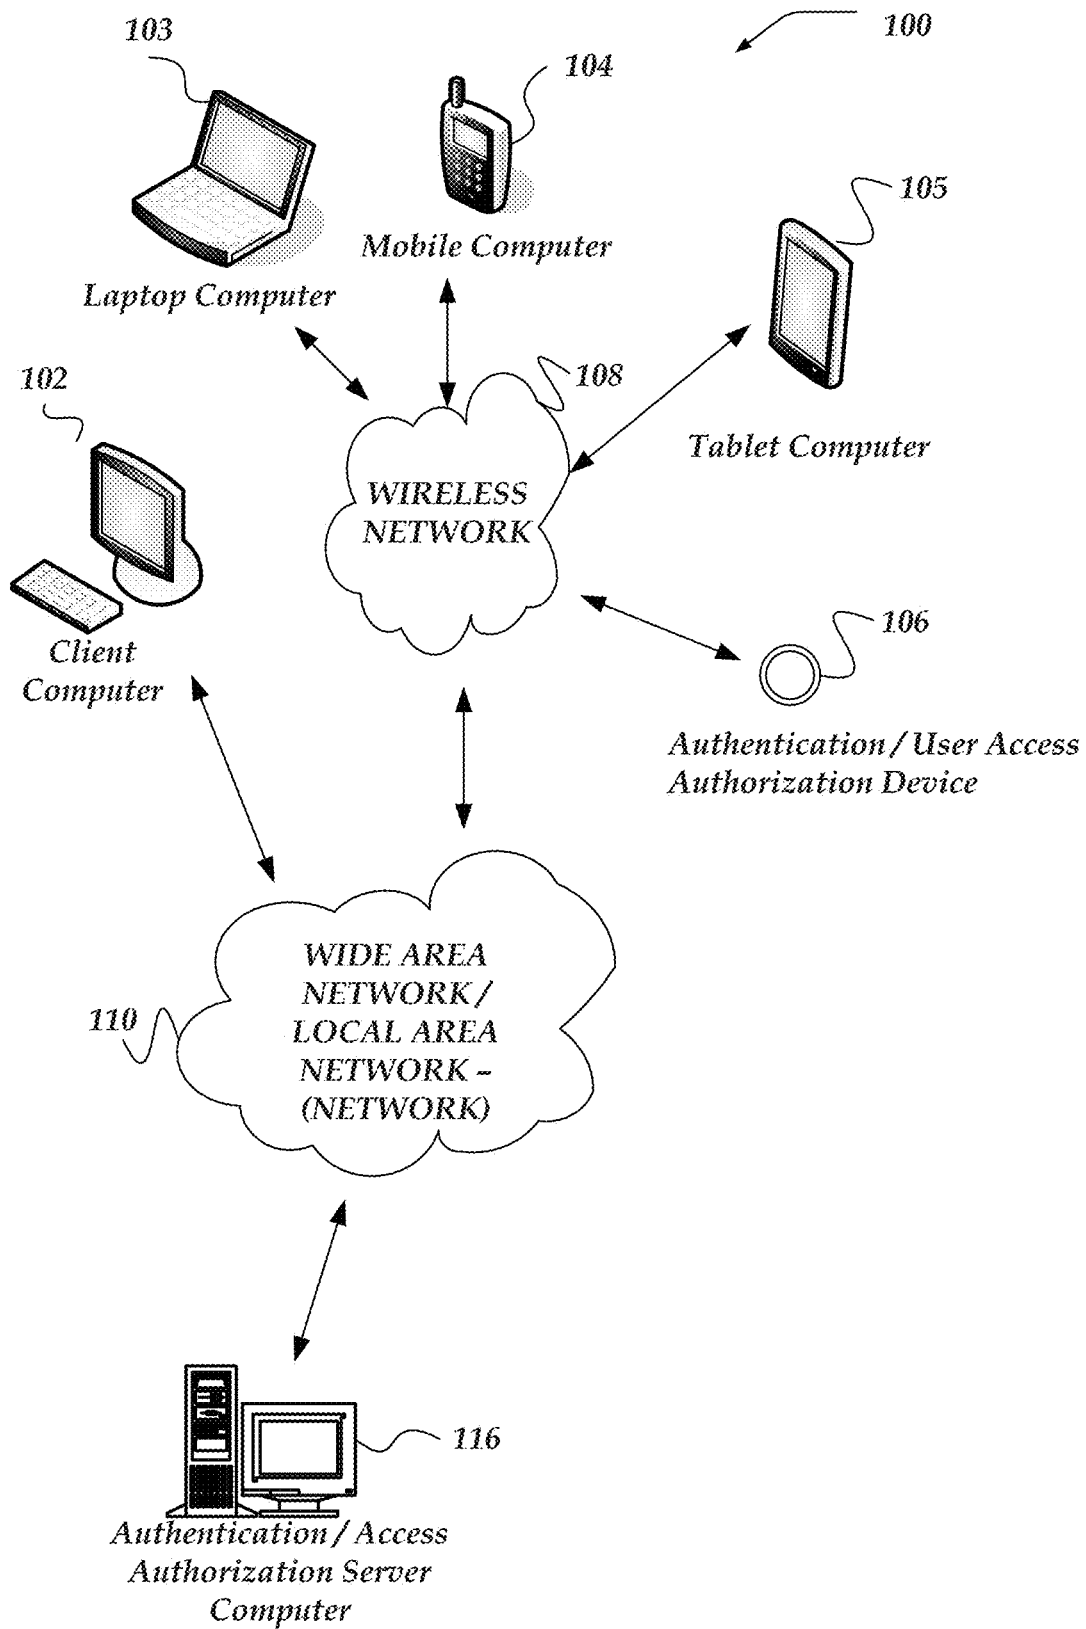 100
103
104
105
Mobile Computer
Laptop Computer
108
102
Tablet Computer
WIRELESS
NETWORK
106
Client
Computer
Authentication / User Access
Authorization Device
WIDE AREA
NETWORK /
LOCAL AREA
NETWORK –
(NETWORK)
110
116
Authentication / Access
Authorization Server
Computer